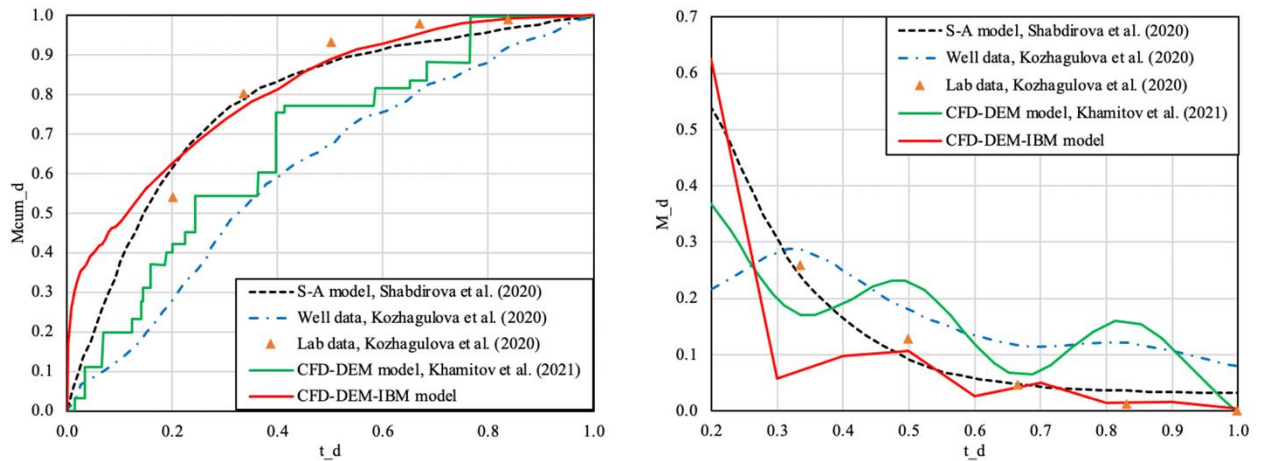 1.0
0.9
0.8
0.7
0.6
0.5
0.4
0.3
0.2
0.1
0.0
Mcum_d
0.0 0.2 0.4 0.6 0.8 1.0
t_d
S-A model, Shabdirova et al. (2020)
Well data, Kozhagulova et al. (2020)
Lab data, Kozhagulova et al. (2020)
CFD-DEM model, Khamitov et al. (2021)
CFD-DEM-IBM model
0.7
0.6
0.5
0.4
0.3
0.2
0.1
0.0
M_d
0.2 0.3 0.4 0.5 0.6 0.7 0.8 0.9 1.0
t_d
S-A model, Shabdirova et al. (2020)
Well data, Kozhagulova et al. (2020)
Lab data, Kozhagulova et al. (2020)
CFD-DEM model, Khamitov et al. (2021)
CFD-DEM-IBM model